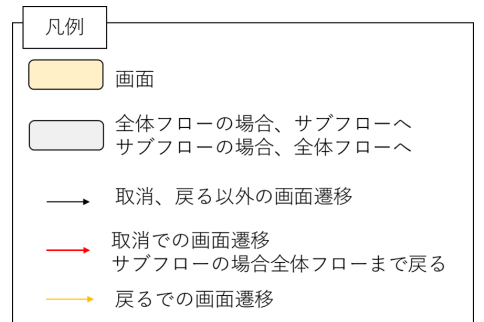 凡例
画面
全体フローの場合、サブフローへ
サブフローの場合、全体フローへ
取消、戻る以外の画面遷移
取消での画面遷移
サブフローの場合全体フローまで戻る
戻るでの画面遷移